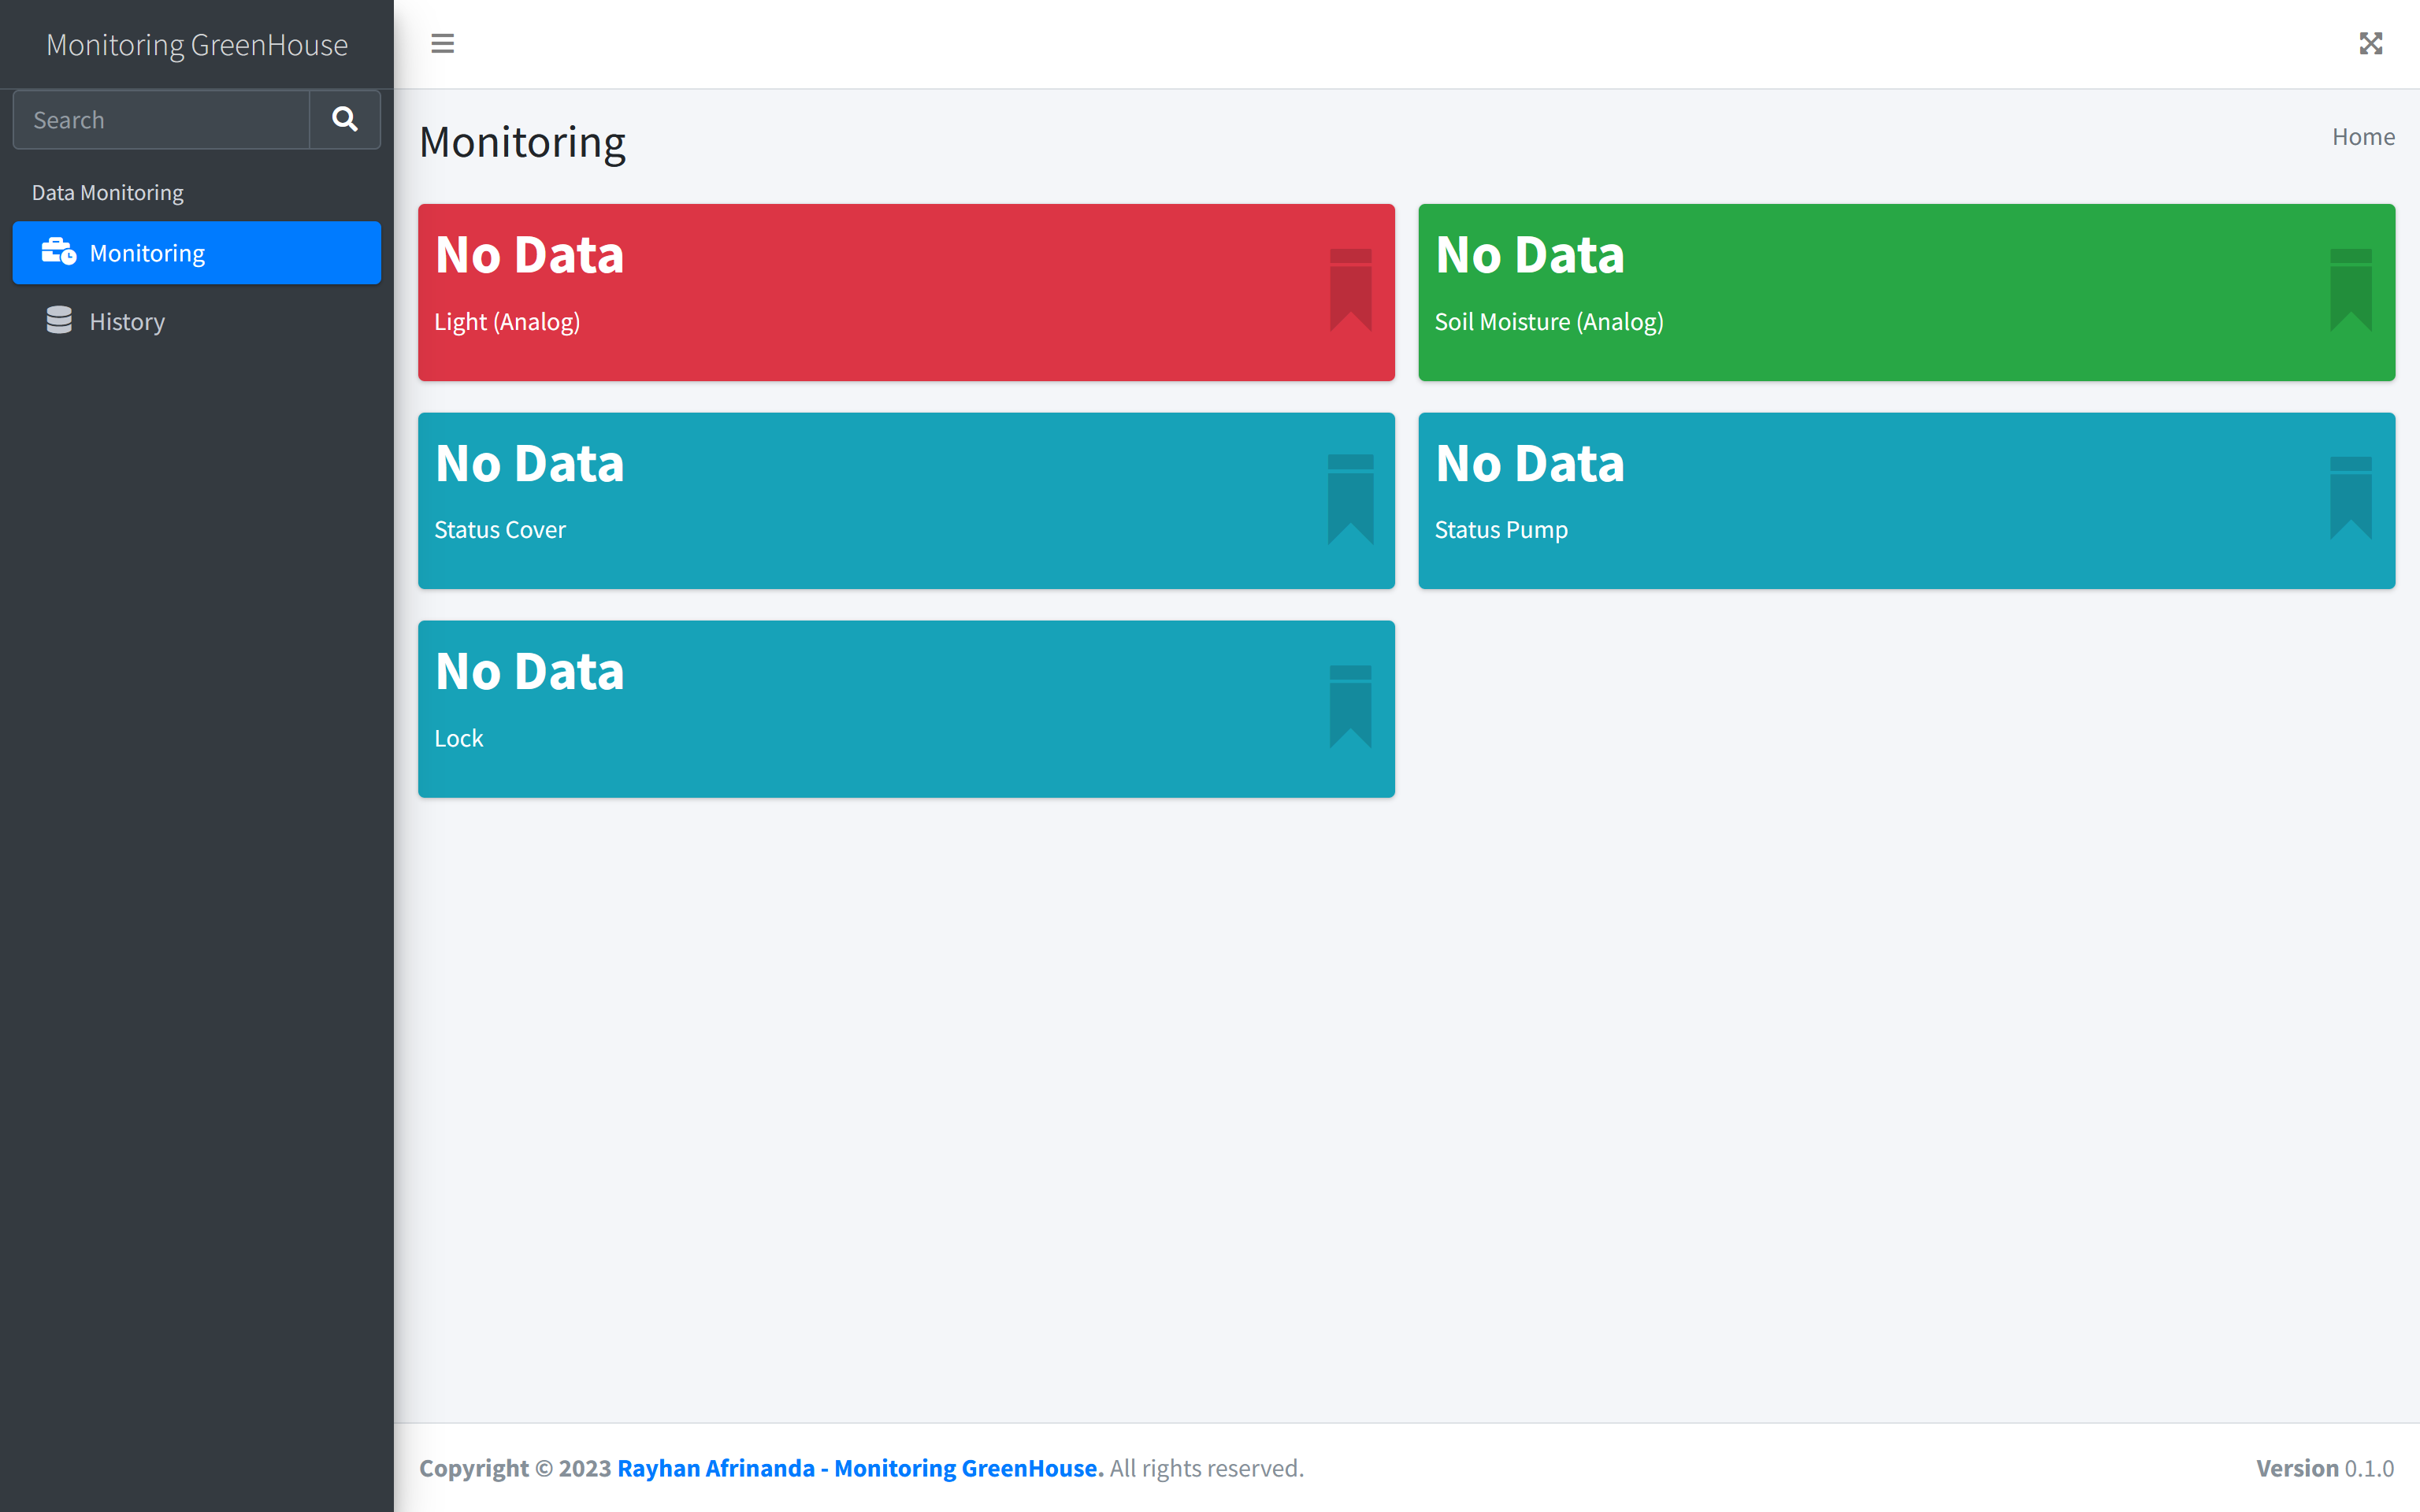 Monitoring GreenHouse
Search
Data Monitoring
Monitoring
History
Monitoring
Home
No Data
Light (Analog)
No Data
Soil Moisture (Analog)
No Data
Status Cover
No Data
Status Pump
No Data
Lock
Copyright © 2023 Rayhan Afrinanda - Monitoring GreenHouse. All rights reserved.
Version 0.1.0